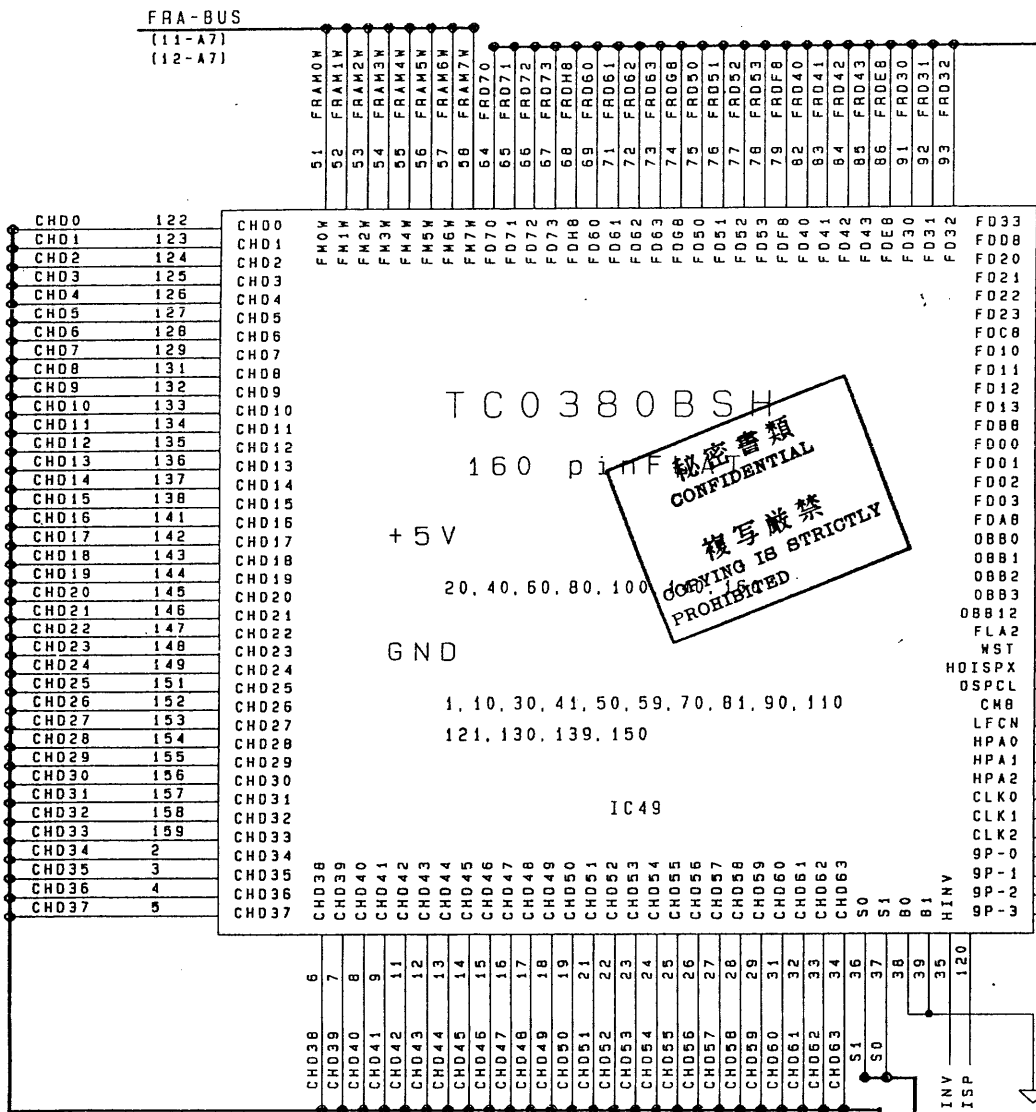 FRA-BUS
(11-A7)
(12-A7)
51 FRAM0W
52 FRAM1W
53 FRAM2W
54 FRAM3W
55 FRAM4W
56 FRAM5W
57 FRAM6W
58 FRAM7W
64 FRD70
65 FRD71
66 FRD72
67 FRD73
68 FRDH8
69 FRD60
71 FRD61
72 FRD62
73 FRD63
74 FRDG8
75 FRD50
76 FRD51
77 FRD52
78 FRD53
79 FRDF8
82 FRD40
83 FRD41
84 FRD42
85 FRD43
86 FRDE8
91 FRD30
92 FRD31
93 FRD32
FM0W
FM1W
FM2W
FM3W
FM4W
FM5W
FM6W
FM7W
FD70
FD71
FD72
FD73
FDH8
FD60
FD61
FD62
FD63
FDG8
FD50
FD51
FD52
FD53
FDF8
FD40
FD41
FD42
FD43
FDE8
FD30
FD31
FD32
CHD0 122 CHD0
CHD1 123 CHD1
CHD2 124 CHD2
CHD3 125 CHD3
CHD4 126 CHD4
CHD5 127 CHD5
CHD6 128 CHD6
CHD7 129 CHD7
CHD8 131 CHD8
CHD9 132 CHD9
CHD10 133 CHD10
CHD11 134 CHD11
CHD12 135 CHD12
CHD13 136 CHD13
CHD14 137 CHD14
CHD15 138 CHD15
CHD16 141 CHD16
CHD17 142 CHD17
CHD18 143 CHD18
CHD19 144 CHD19
CHD20 145 CHD20
CHD21 146 CHD21
CHD22 147 CHD22
CHD23 148 CHD23
CHD24 149 CHD24
CHD25 151 CHD25
CHD26 152 CHD26
CHD27 153 CHD27
CHD28 154 CHD28
CHD29 155 CHD29
CHD30 156 CHD30
CHD31 157 CHD31
CHD32 158 CHD32
CHD33 159 CHD33
CHD34 2 CHD34
CHD35 3 CHD35
CHD36 4 CHD36
CHD37 5 CHD37
TC0380BSH
160 pin
秘密書類
CONFIDENTIAL
複写厳禁
COPYING IS STRICTLY
PROHIBITED
+5V
20,40,60,80,100
GND
1,10,30,41,50,59,70,81,90,110
121,130,139,150
IC49
FD33
FDD8
FD20
FD21
FD22
FD23
FDC8
FD10
FD11
FD12
FD13
FDB8
FD00
FD01
FD02
FD03
FDA8
OBB0
OBB1
OBB2
OBB3
OBB12
FLA2
WST
HDISPX
DSPCL
CMB
LFCN
HPA0
HPA1
HPA2
CLK0
CLK1
CLK2
9P-0
9P-1
9P-2
9P-3
CHD38
CHD39
CHD40
CHD41
CHD42
CHD43
CHD44
CHD45
CHD46
CHD47
CHD48
CHD49
CHD50
CHD51
CHD52
CHD53
CHD54
CHD55
CHD56
CHD57
CHD58
CHD59
CHD60
CHD61
CHD62
CHD63
S0
S1
B0
B1
HINV
CHD38 6
CHD39 7
CHD40 8
CHD41 9
CHD42 11
CHD43 12
CHD44 13
CHD45 14
CHD46 15
CHD47 16
CHD48 17
CHD49 18
CHD50 19
CHD51 21
CHD52 22
CHD53 23
CHD54 24
CHD55 25
CHD56 26
CHD57 27
CHD58 28
CHD59 29
CHD60 31
CHD61 32
CHD62 33
CHD63 34
S1 36
S0 37
38
39
INV 35
ISP 120